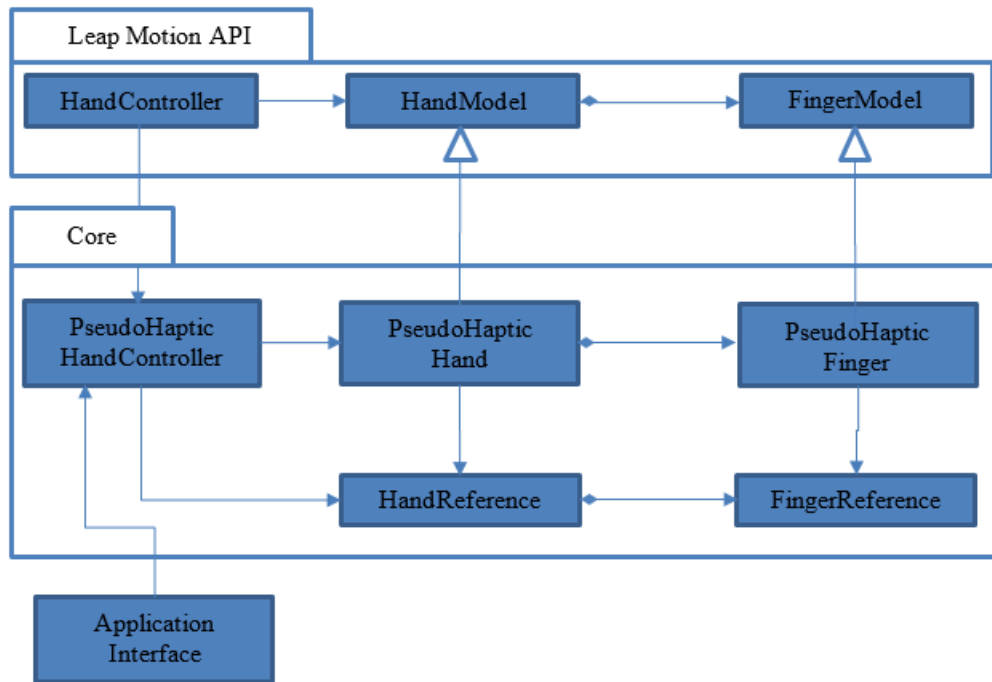 Leap Motion API
HandController
HandModel
FingerModel
Core
PseudoHaptic
HandController
PseudoHaptic
Hand
PseudoHaptic
Finger
HandReference
FingerReference
Application
Interface